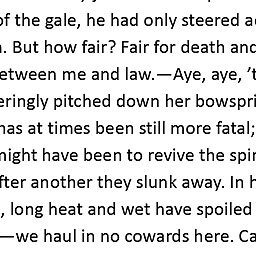 of the gale, he had only steered
But how fair? Fair for death and
etween me and law.—Aye, aye, 't
eringly pitched down her bowspri
has at times been still more fatal;
might have been to revive the spi
fter another they slunk away. In
, long heat and wet have spoiled
—we haul in no cowards here. Ca